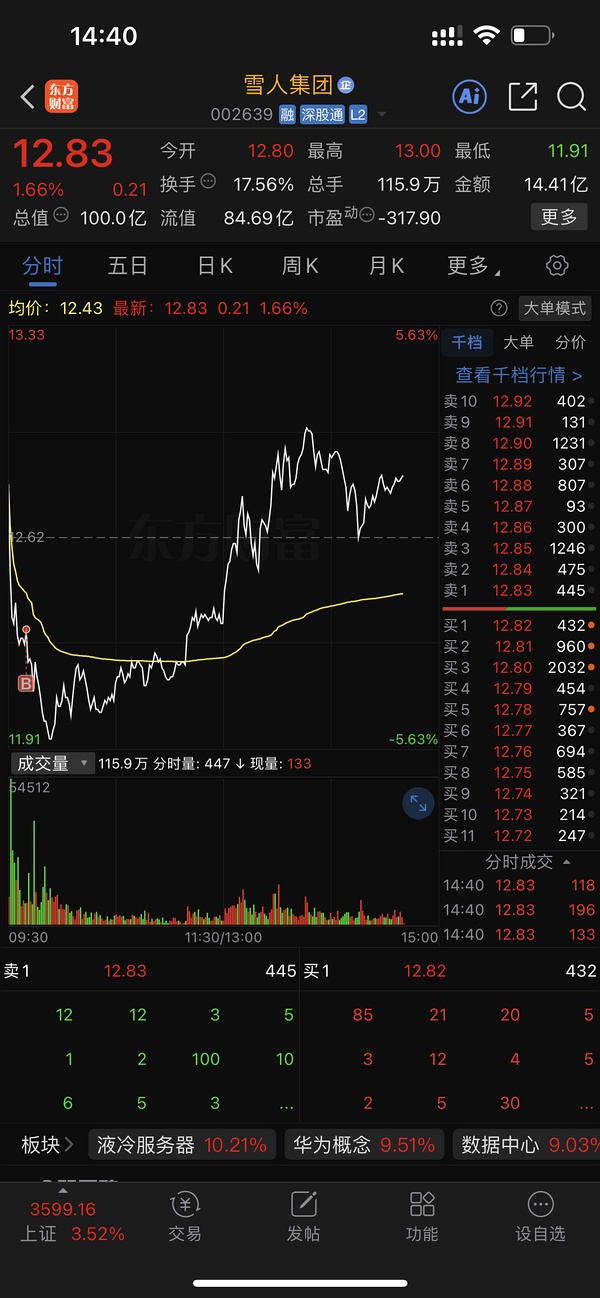 14:40
东方财富
雪人集团 企
002639 融 深股通 L2
Ai
12.83
1.66% 0.21
今开 12.80 最高 13.00 最低 11.91
换手 17.56% 总手 115.9万 金额 14.41亿
总值 100.0亿 流值 84.69亿 市盈动 -317.90 更多
分时 五日 日K 周K 月K 更多
均价: 12.43 最新: 12.83 0.21 1.66% ? 大单模式
13.33 5.63%
12.62
东方财富
B
11.91 -5.63%
成交量 115.9万 分时量: 447↓ 现量: 133
54512
09:30 11:30/13:00 15:00
千档 大单 分价
查看千档行情 >
卖10 12.92 402
卖9 12.91 131
卖8 12.90 1231
卖7 12.89 307
卖6 12.88 807
卖5 12.87 93
卖4 12.86 300
卖3 12.85 1246
卖2 12.84 475
卖1 12.83 445
买1 12.82 432
买2 12.81 960
买3 12.80 2032
买4 12.79 454
买5 12.78 757
买6 12.77 367
买7 12.76 694
买8 12.75 585
买9 12.74 321
买10 12.73 214
买11 12.72 247
分时成交
14:40 12.83 118
14:40 12.83 196
14:40 12.83 133
卖1 12.83 445 买1 12.82 432
12 12 3 5 85 21 20 5
1 2 100 10 3 12 4 5
6 5 3 ... 2 5 30 ...
板块 液冷服务器 10.21% 华为概念 9.51% 数据中心 9.03%
3599.16
上证 3.52% 交易 发帖 功能 设自选